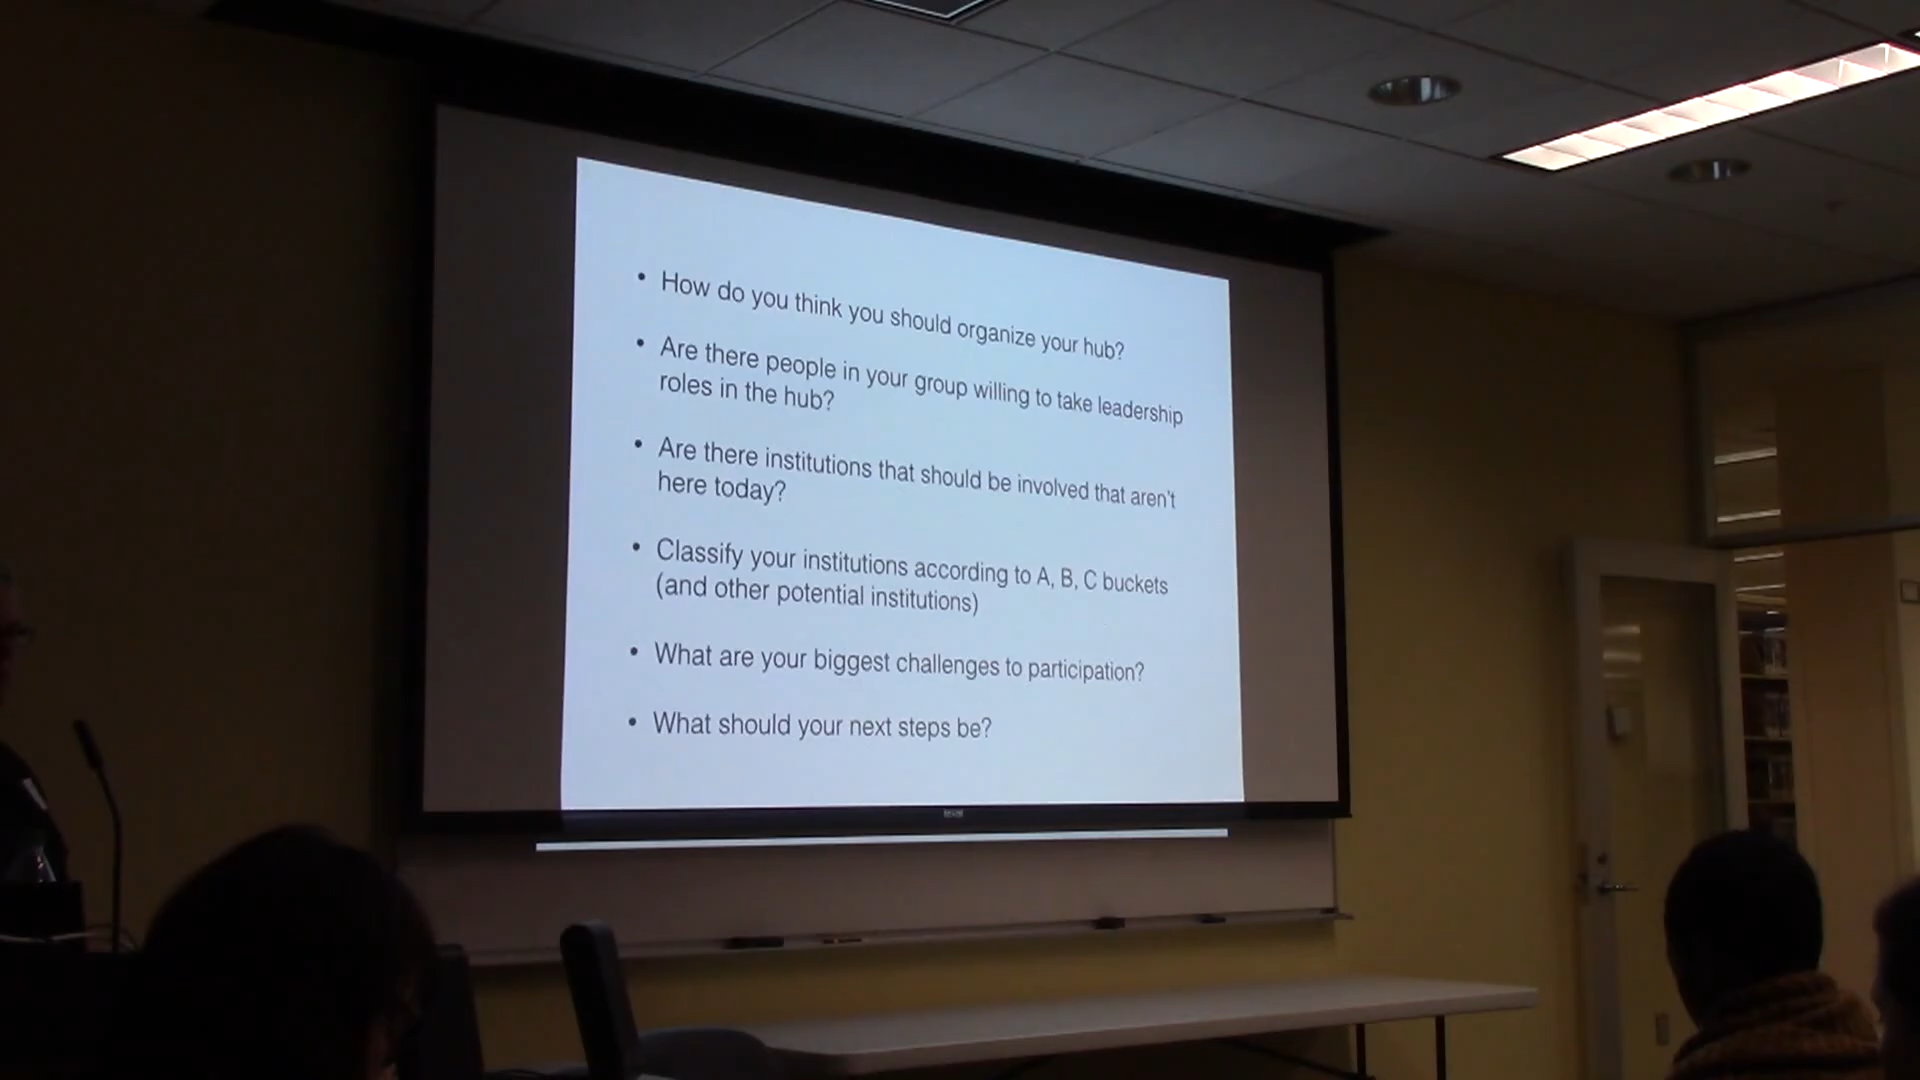 • How do you think you should organize your hub?
• Are there people in your group willing to take leadership
roles in the hub?
• Are there institutions that should be involved that aren't
here today?
• Classify your institutions according to A, B, C buckets
(and other potential institutions)
• What are your biggest challenges to participation?
• What should your next steps be?